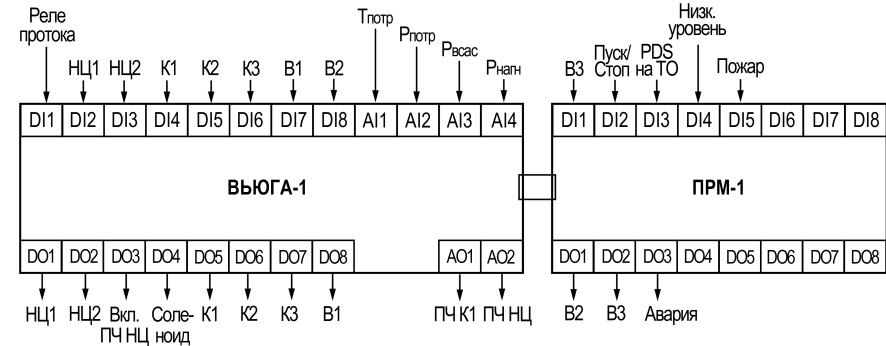 Реле
протока
НЦ1 НЦ2 К1 К2 К3 В1 В2
Tпотр
Pпотр
Pвсас
Pнагн
В3
Пуск/
Стоп
PDS
на ТО
Низк.
уровень
Пожар
DI1 DI2 DI3 DI4 DI5 DI6 DI7 DI8 AI1 AI2 AI3 AI4
DI1 DI2 DI3 DI4 DI5 DI6 DI7 DI8
ВЬЮГА-1
ПРМ-1
DO1 DO2 DO3 DO4 DO5 DO6 DO7 DO8 AO1 AO2
DO1 DO2 DO3 DO4 DO5 DO6 DO7 DO8
НЦ1 НЦ2
Вкл.
ПЧ НЦ
Соле-
ноид
К1 К2 К3 В1
ПЧ К1 ПЧ НЦ
В2 В3 Авария